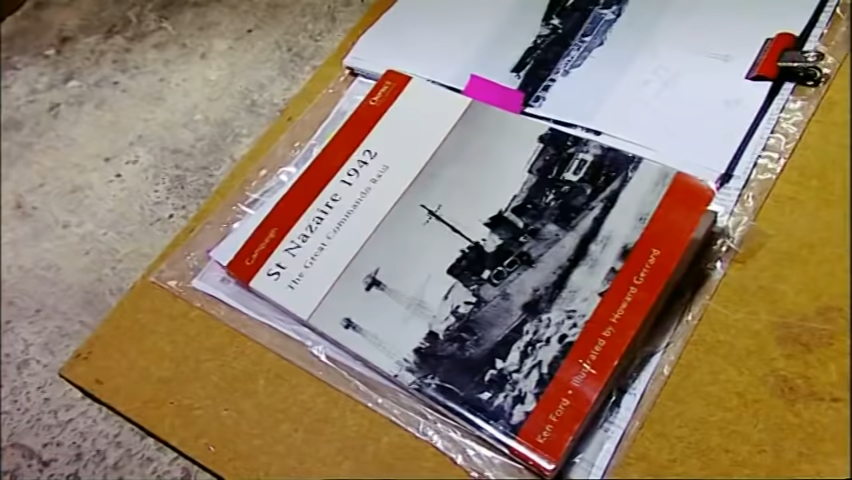 OSPREY
Campaign
St Nazaire 1942
The Great Commando Raid
Ken Ford • Illustrated by Howard Gerrard